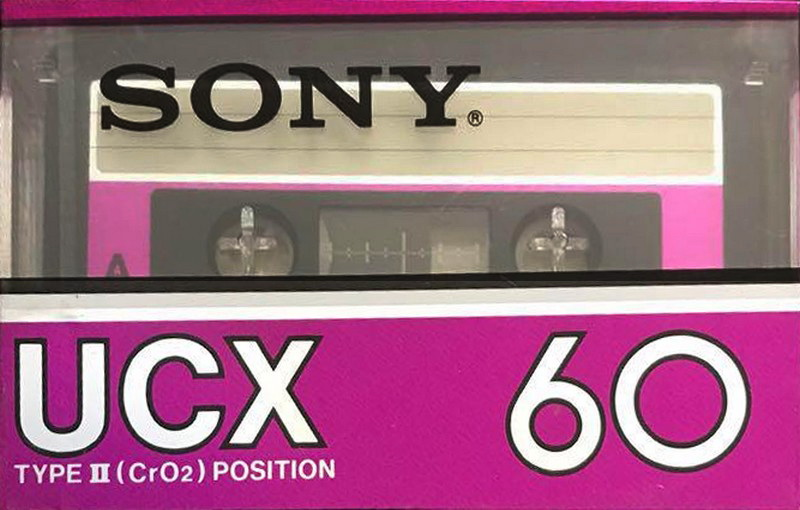 SONY®
A
UCX 60
TYPE II (CrO2) POSITION